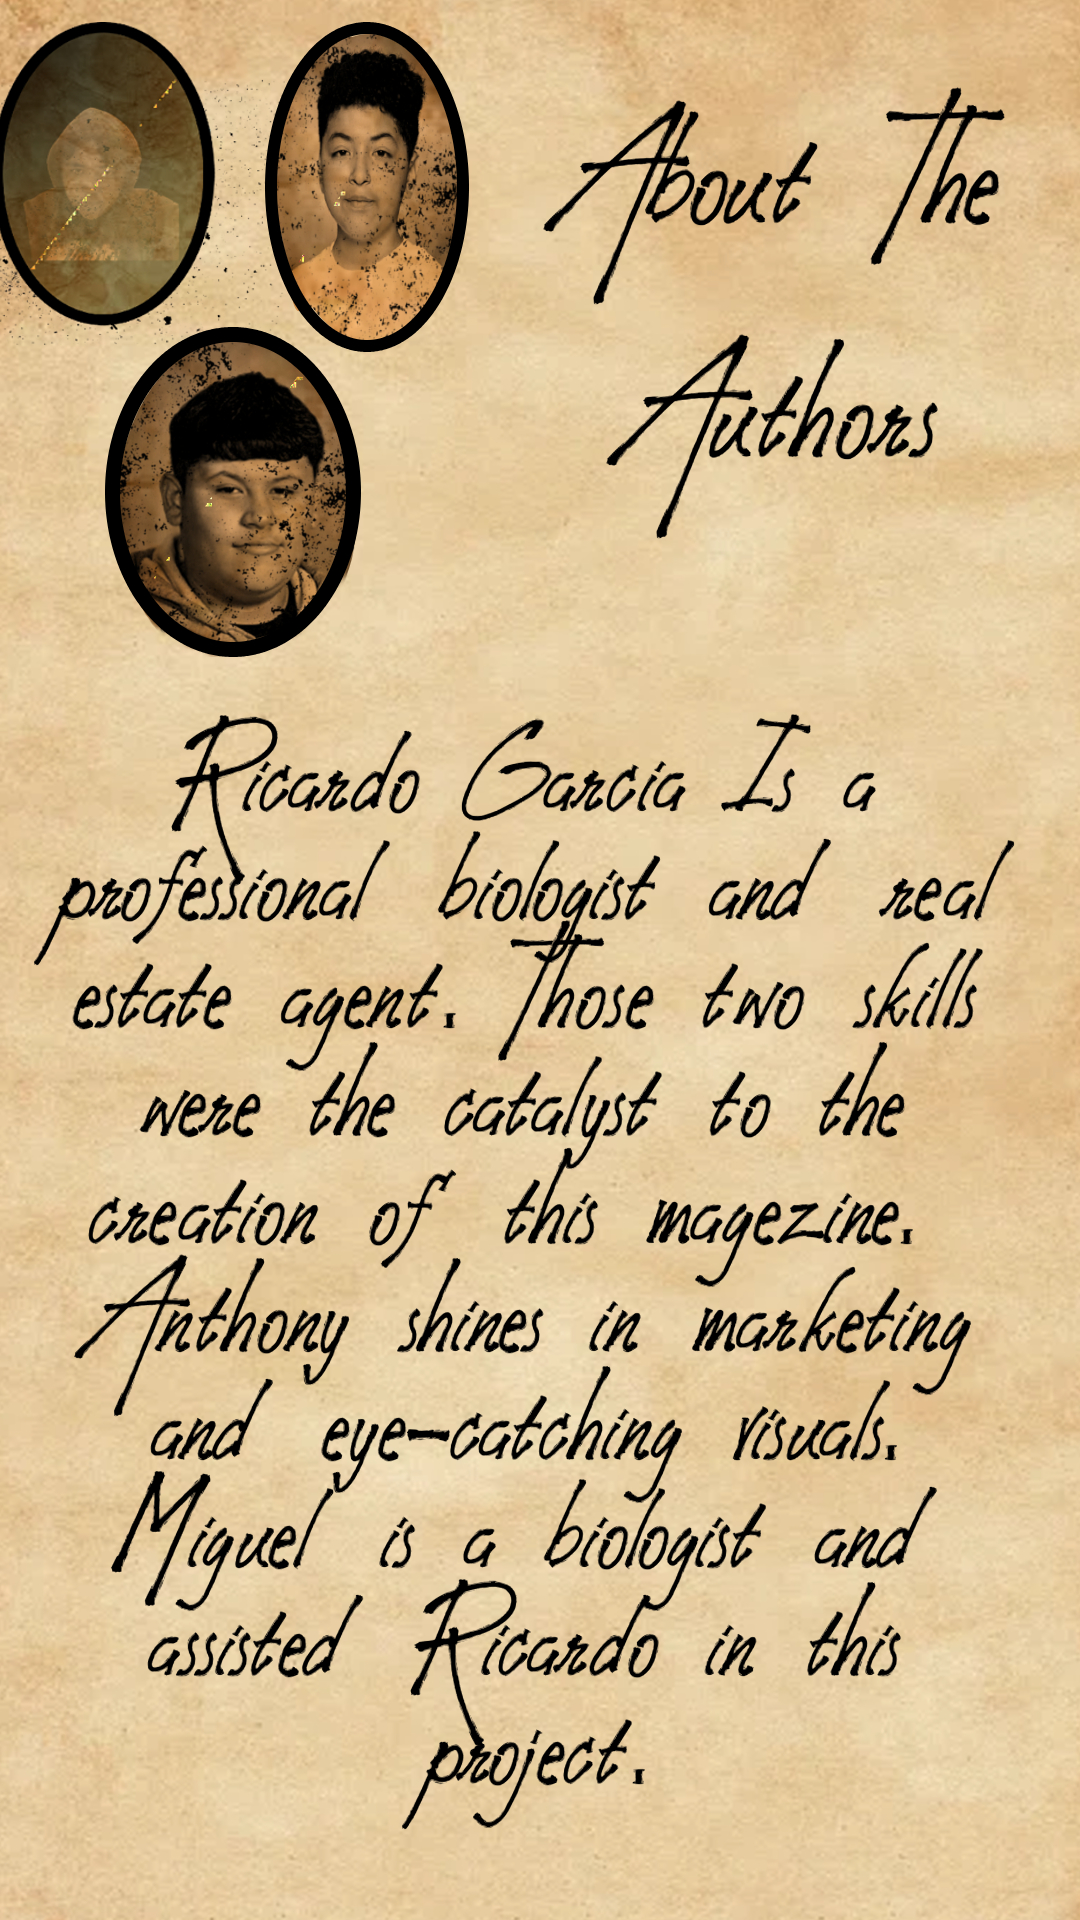 About The
Authors
Ricardo Garcia Is a
professional biologist and real
estate agent. Those two skills
were the catalyst to the
creation of this magezine.
Anthony shines in marketing
and eye-catching visuals.
Miguel is a biologist and
assisted Ricardo in this
project.